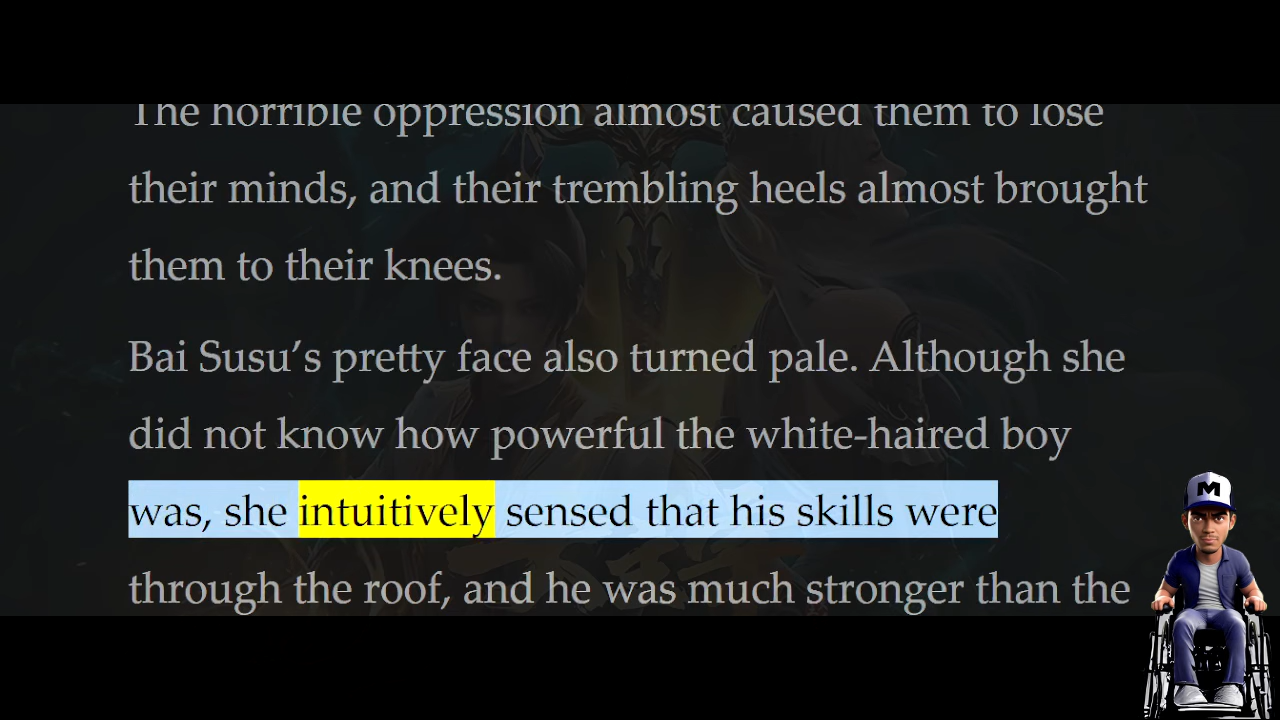 The horrible oppression almost caused them to lose
their minds, and their trembling heels almost brought
them to their knees.
Bai Susu’s pretty face also turned pale. Although she
did not know how powerful the white-haired boy
was, she intuitively sensed that his skills were
through the roof, and he was much stronger than the
M